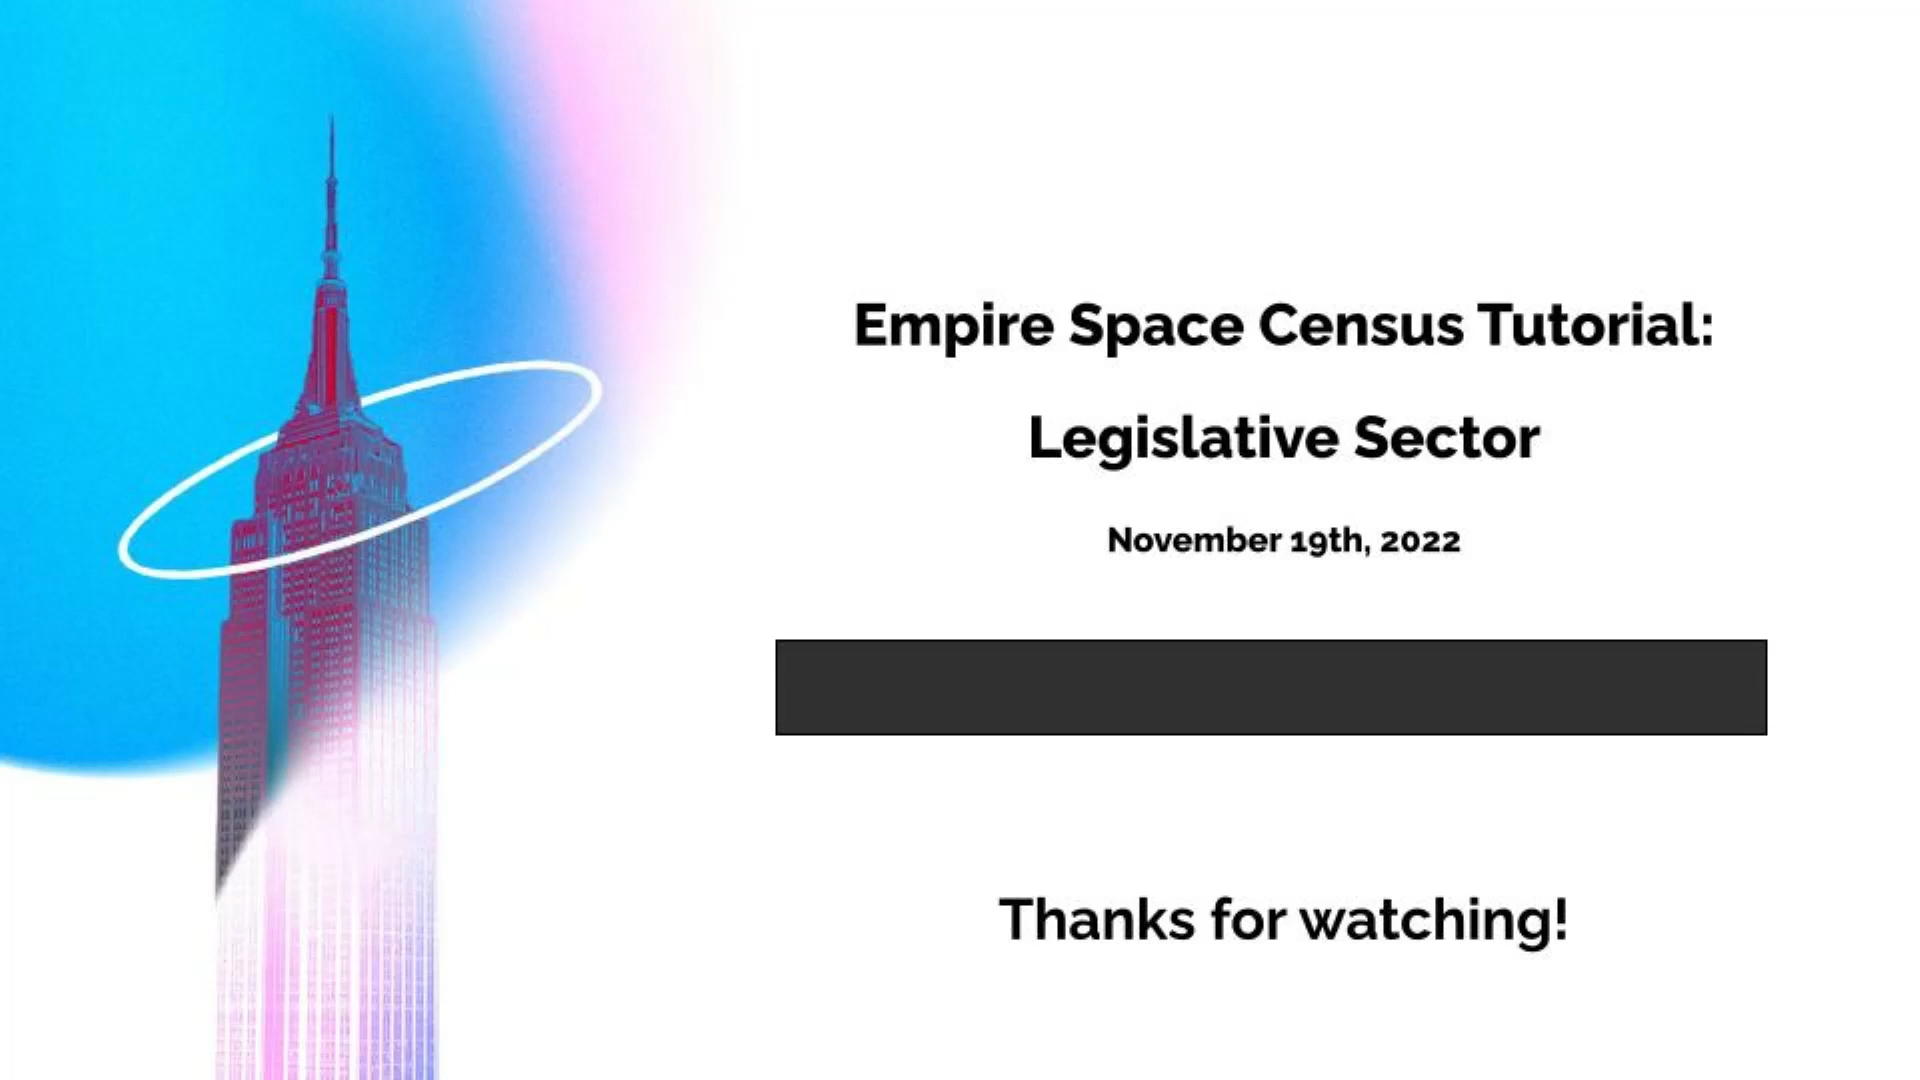 Empire Space Census Tutorial:
Legislative Sector
November 19th, 2022
Thanks for watching!